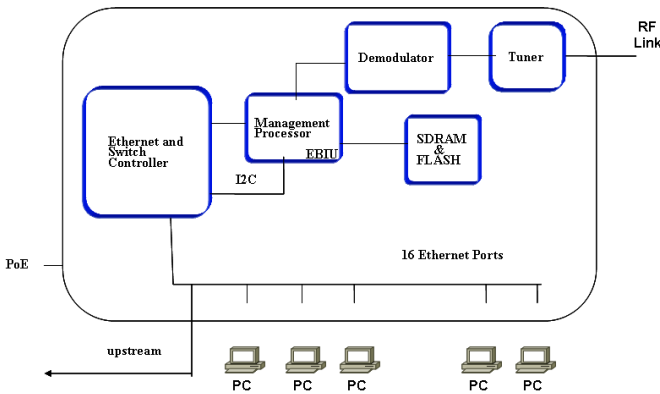 RF
Link
Demodulator
Tuner
Ethernet and
Switch
Controller
Management
Processor
EBIU
SDRAM
&
FLASH
I2C
16 Ethernet Ports
PoE
upstream
PC
PC
PC
PC
PC